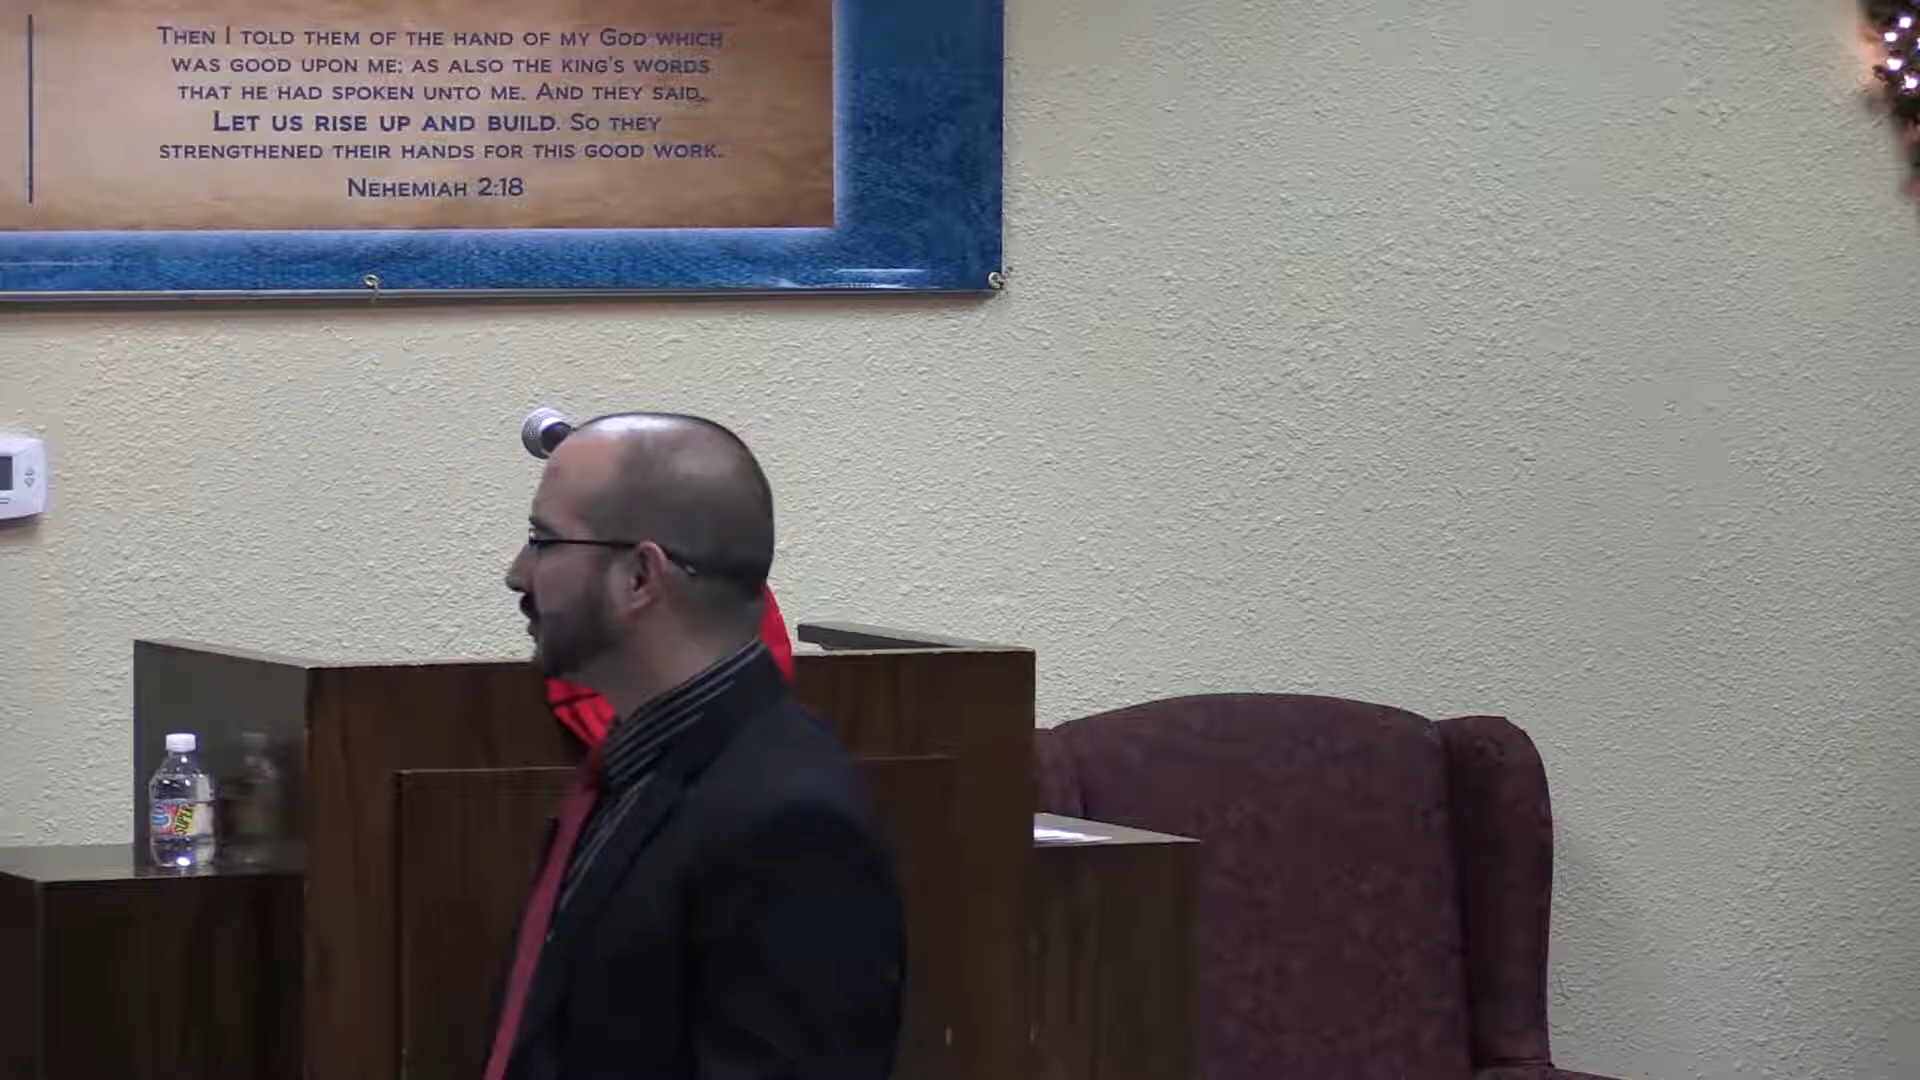 THEN I TOLD THEM OF THE HAND OF MY GOD WHICH
WAS GOOD UPON ME; AS ALSO THE KING'S WORDS
THAT HE HAD SPOKEN UNTO ME. AND THEY SAID,
LET US RISE UP AND BUILD. SO THEY
STRENGTHENED THEIR HANDS FOR THIS GOOD WORK.
NEHEMIAH 2:18
SUPER